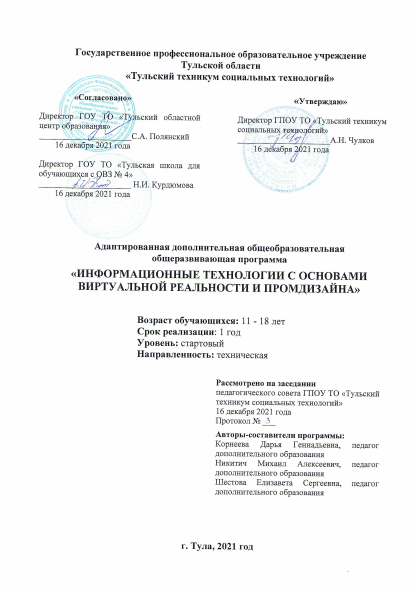 Государственное профессиональное образовательное учреждение
Тульской области
«Тульский техникум социальных технологий»
«Согласовано»
Директор ГОУ ТО «Тульский областной
центр образования»
С.А. Полянский
16 декабря 2021 года
Директор ГОУ ТО «Тульская школа для
обучающихся с ОВЗ № 4»
Н.И. Курдюмова
16 декабря 2021 года
«Утверждаю»
Директор ГПОУ ТО «Тульский техникум
социальных технологий»
А.Н. Чулков
16 декабря 2021 года
Адаптированная дополнительная общеобразовательная
общеразвивающая программа
«ИНФОРМАЦИОННЫЕ ТЕХНОЛОГИИ С ОСНОВАМИ
ВИРТУАЛЬНОЙ РЕАЛЬНОСТИ И ПРОМДИЗАЙНА»
Возраст обучающихся: 11 - 18 лет
Срок реализации: 1 год
Уровень: стартовый
Направленность: техническая
Рассмотрено на заседании
педагогического совета ГПОУ ТО «Тульский
техникум социальных технологий»
16 декабря 2021 года
Протокол № 3
Авторы-составители программы:
Корнеева Дарья Геннадьевна, педагог
дополнительного образования
Никитич Михаил Алексеевич, педагог
дополнительного образования
Шестова Елизавета Сергеевна, педагог
дополнительного образования
г. Тула, 2021 год